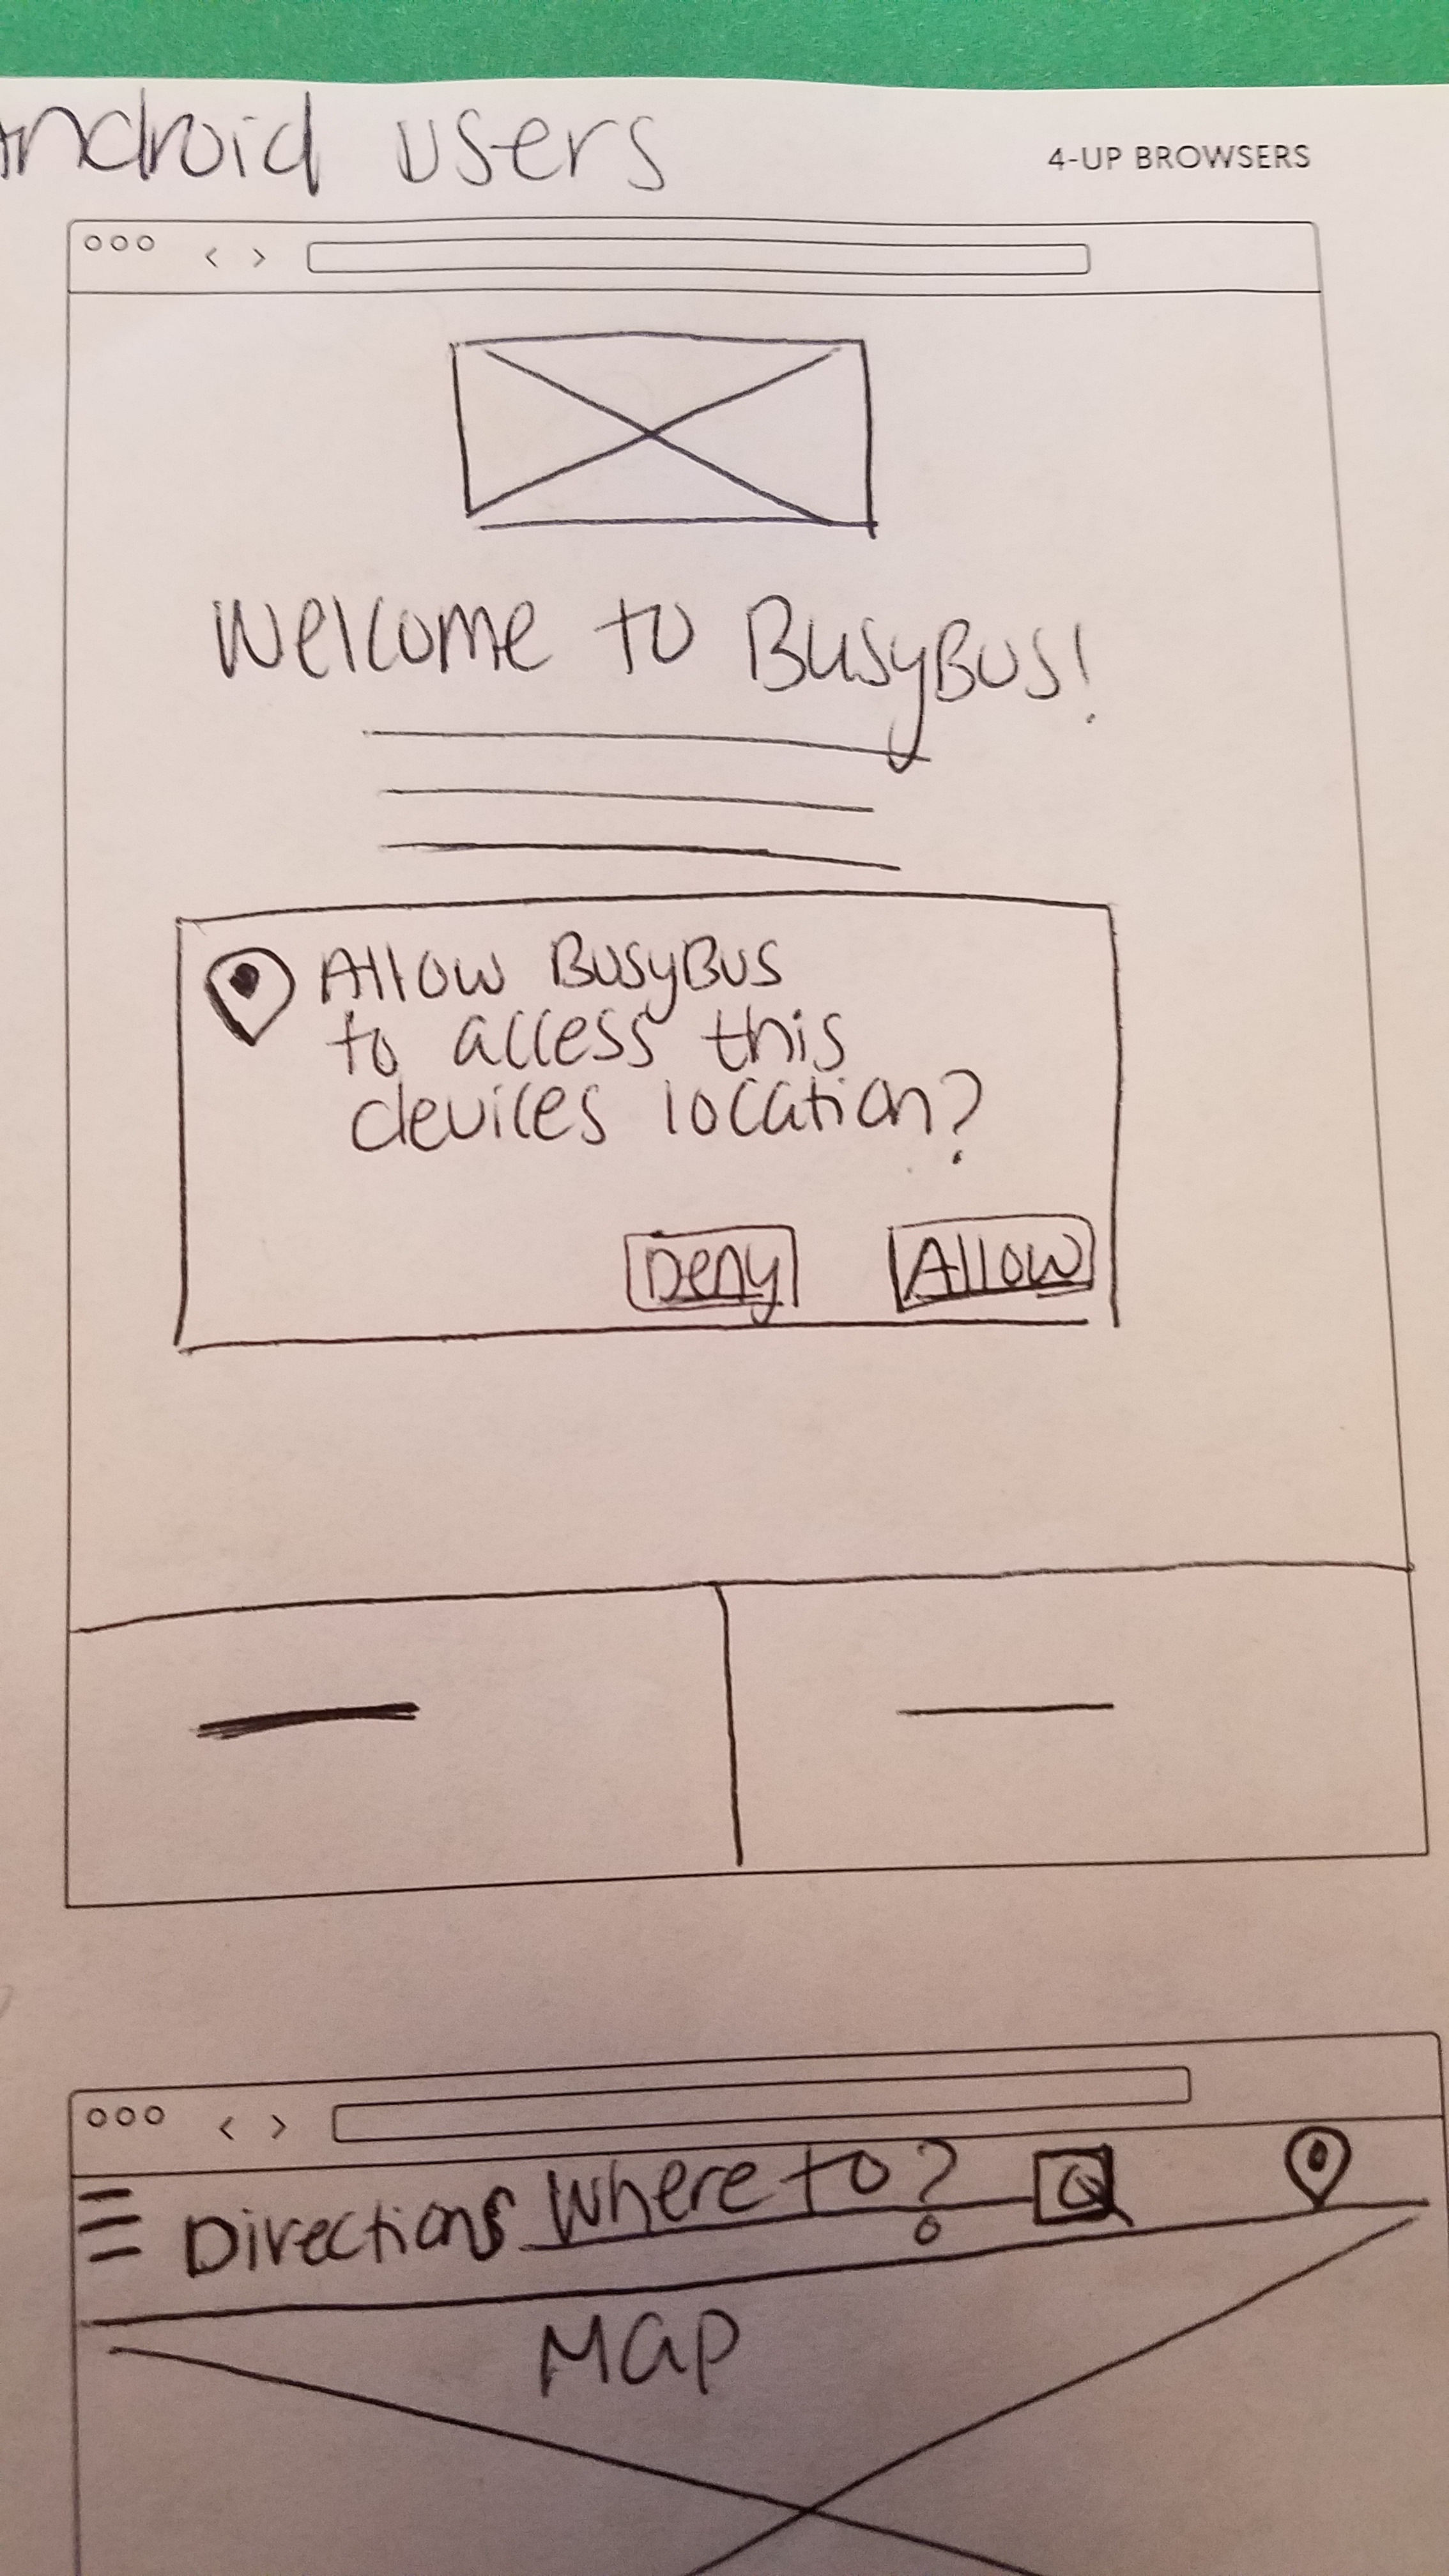 Android users
4-UP BROWSERS
Welcome to BusyBus!
Allow BusyBus
to access this
devices location?
Deny Allow
Directions Where to?
Map